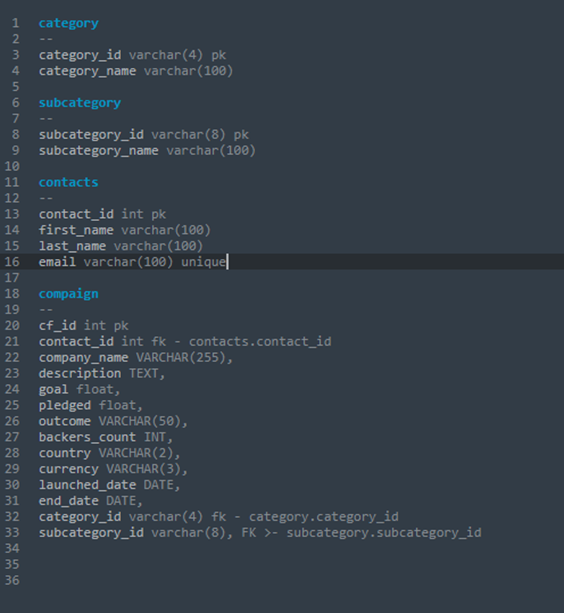 1 category
2 --
3 category_id varchar(4) pk
4 category_name varchar(100)
5
6 subcategory
7 --
8 subcategory_id varchar(8) pk
9 subcategory_name varchar(100)
10
11 contacts
12 --
13 contact_id int pk
14 first_name varchar(100)
15 last_name varchar(100)
16 email varchar(100) unique
17
18 compaign
19 --
20 cf_id int pk
21 contact_id int fk - contacts.contact_id
22 company_name VARCHAR(255),
23 description TEXT,
24 goal float,
25 pledged float,
26 outcome VARCHAR(50),
27 backers_count INT,
28 country VARCHAR(2),
29 currency VARCHAR(3),
30 launched_date DATE,
31 end_date DATE,
32 category_id varchar(4) fk - category.category_id
33 subcategory_id varchar(8), FK >- subcategory.subcategory_id
34
35
36